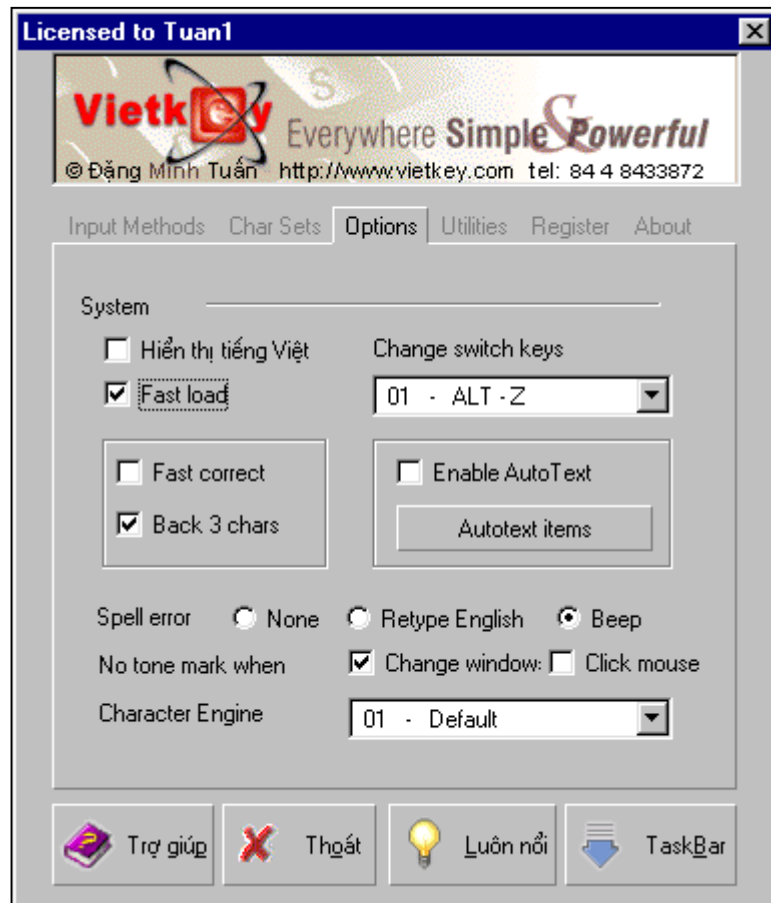 Licensed to Tuan1
Vietkey
Everywhere Simple & Powerful
© Đặng Minh Tuấn - http://www.vietkey.com tel: 84 4 8433872
Input Methods Char Sets Options Utilities Register About
System
Hiển thị tiếng Việt Change switch keys
Fast load 01 - ALT - Z
Fast correct Enable AutoText
Back 3 chars Autotext items
Spell error None Retype English Beep
No tone mark when Change window: Click mouse
Character Engine 01 - Default
Trợ giúp Thoát Luôn nổi TaskBar